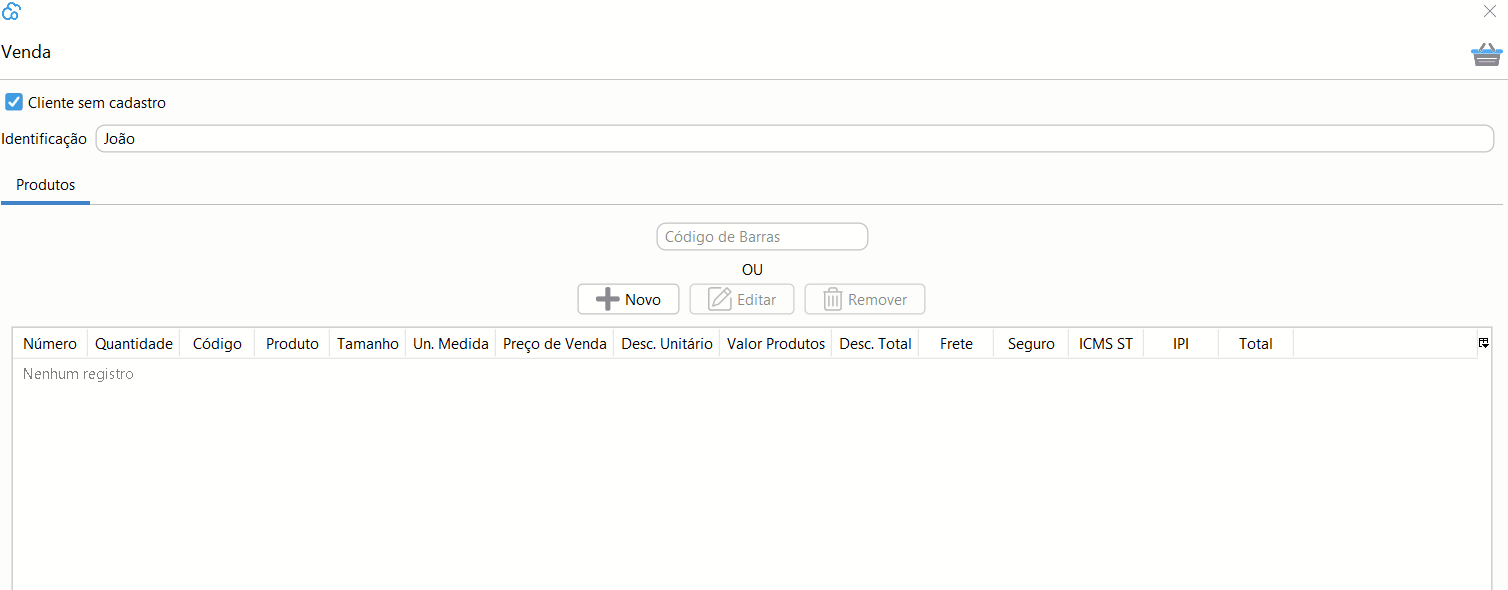 Venda
Cliente sem cadastro
Identificação João
Produtos
Código de Barras
OU
Novo Editar Remover
Número Quantidade Código Produto Tamanho Un. Medida Preço de Venda Desc. Unitário Valor Produtos Desc. Total Frete Seguro ICMS ST IPI Total
Nenhum registro